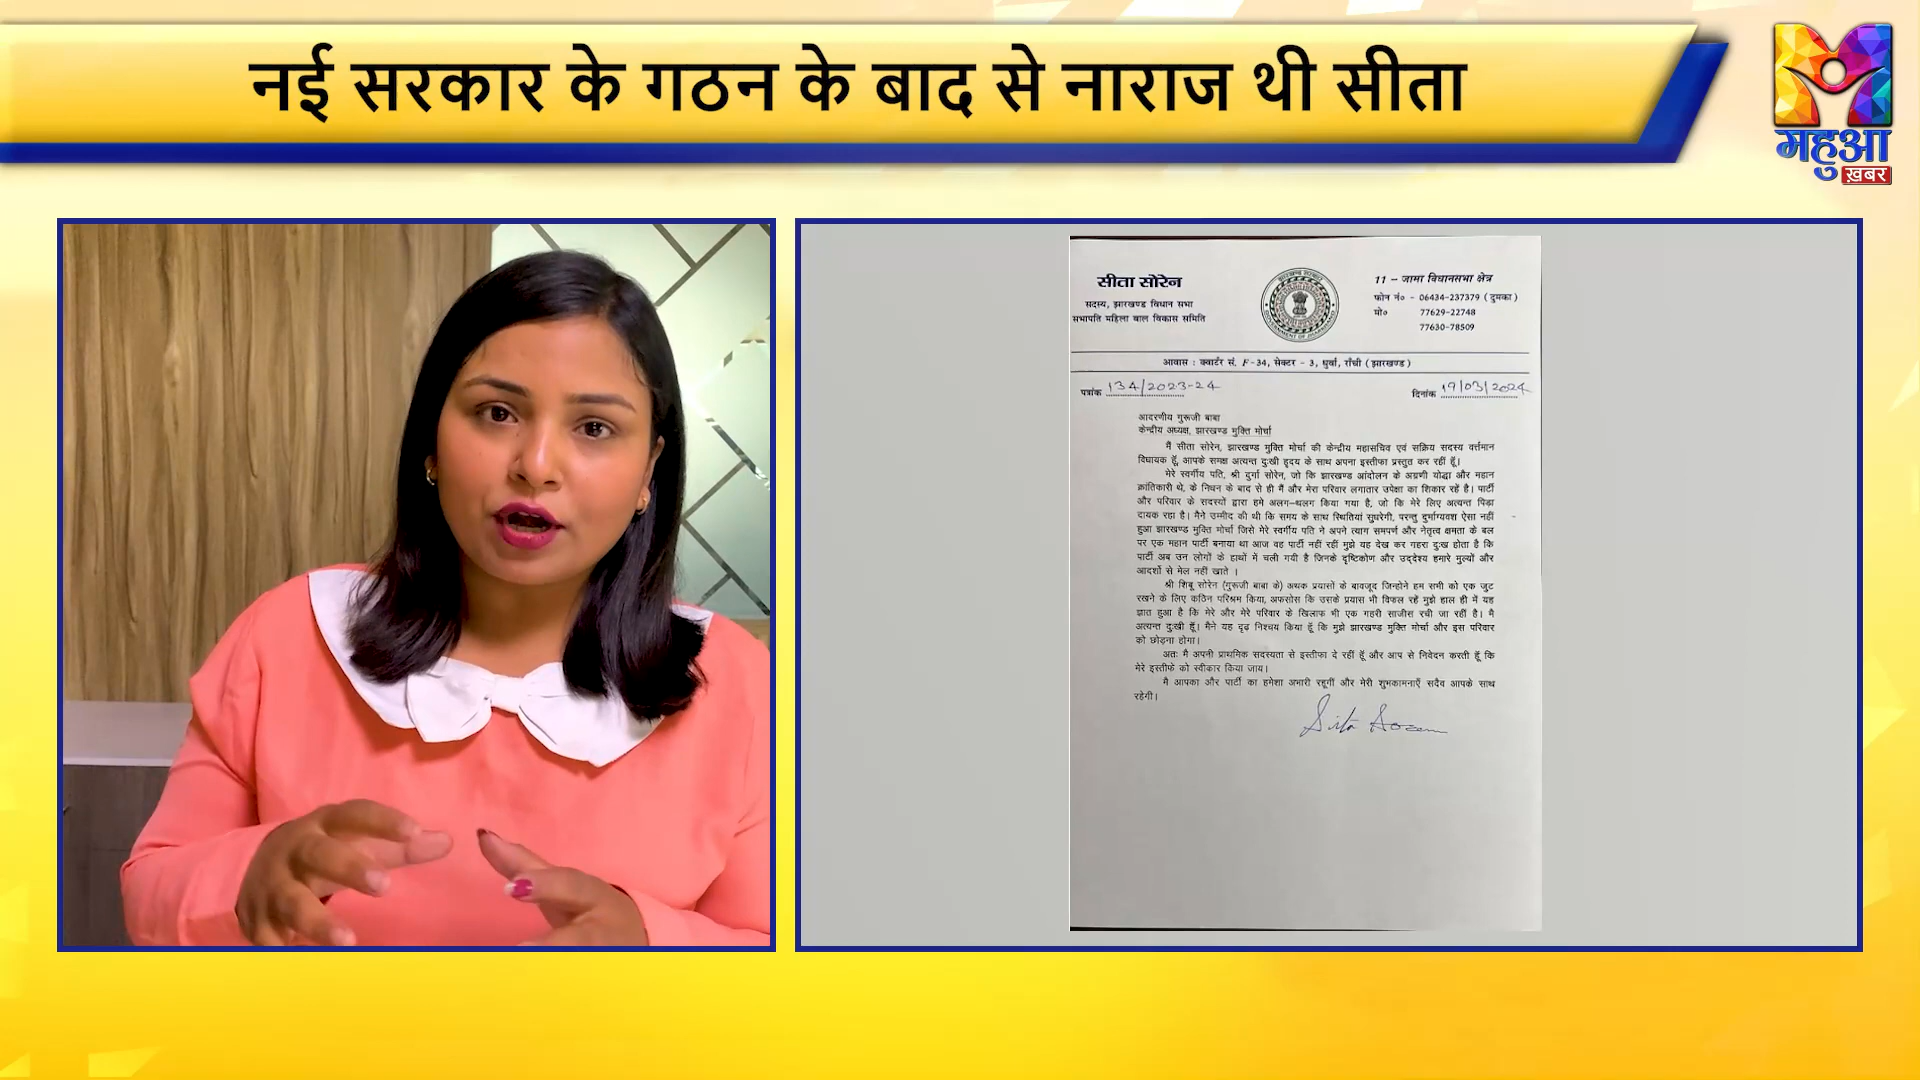 नई सरकार के गठन के बाद से नाराज थी सीता
महुआ
ख़बर
सीता सोरेन
सदस्य, झारखण्ड विधान सभा
सभापति महिला बाल विकास समिति
11 - जामा विधानसभा क्षेत्र
फोन नं० - 06434-237379 (दुमका)
मो० 77629-22748
77630-78509
आवास : क्वार्टर सं. F-34, सेक्टर - 3, धुर्वा, राँची (झारखण्ड)
पत्रांक 134/2023-24
दिनांक 19/03/2024
आदरणीय गुरूजी बाबा
केन्द्रीय अध्यक्ष, झारखण्ड मुक्ति मोर्चा
मैं सीता सोरेन, झारखण्ड मुक्ति मोर्चा की केन्द्रीय महासचिव एवं सक्रिय सदस्य वर्त्तमान
विधायक हूँ, आपके समक्ष अत्यन्त दुःखी हृदय के साथ अपना इस्तीफा प्रस्तुत कर रहीं हूँ।
मेरे स्वर्गीय पति, श्री दुर्गा सोरेन, जो कि झारखण्ड आंदोलन के अग्रणी योद्धा और महान
क्रांतिकारी थे, के निधन के बाद से ही मैं और मेरा परिवार लगातार उपेक्षा का शिकार रहें है। पार्टी
और परिवार के सदस्यों द्वारा हमे अलग-थलग किया गया है, जो कि मेरे लिए अत्यन्त पिड़ा
दायक रहा है। मैने उम्मीद की थी कि समय के साथ स्थितियां सुधरेगी, परन्तु दुर्भाग्यवश ऐसा नहीं
हुआ झारखण्ड मुक्ति मोर्चा जिसे मेरे स्वर्गीय पति ने अपने त्याग समर्पण और नेतृत्व क्षमता के बल
पर एक महान पार्टी बनाया था आज वह पार्टी नहीं रहीं मुझे यह देख कर गहरा दुःख होता है कि
पार्टी अब उन लोगों के हाथों में चली गयी है जिनके दृष्टिकोण और उद्देश्य हमारे मुल्यों और
आदर्शो से मेल नहीं खाते ।
श्री शिबू सोरेन (गुरूजी बाबा के) अथक प्रयासों के बावजूद जिन्होने हम सभी को एक जुट
रखने के लिए कठिन परिश्रम किया, अफसोस कि उसके प्रयास भी विफल रहें मुझे हाल ही में यह
ज्ञात हुआ है कि मेरे और मेरे परिवार के खिलाफ भी एक गहरी साजीस रची जा रहीं है। मै
अत्यन्त दुःखी हूँ। मैने यह दृढ़ निश्चय किया हूँ कि मुझे झारखण्ड मुक्ति मोर्चा और इस परिवार
को छोड़ना होगा।
अतः मै अपनी प्राथमिक सदस्यता से इस्तीफा दे रहीं हूँ और आप से निवेदन करती हूँ कि
मेरे इस्तीफे को स्वीकार किया जाय।
मै आपका और पार्टी का हमेशा अभारी रहूगीं और मेरी शुभकामनाएँ सदैव आपके साथ
रहेगी।
Sita Soren